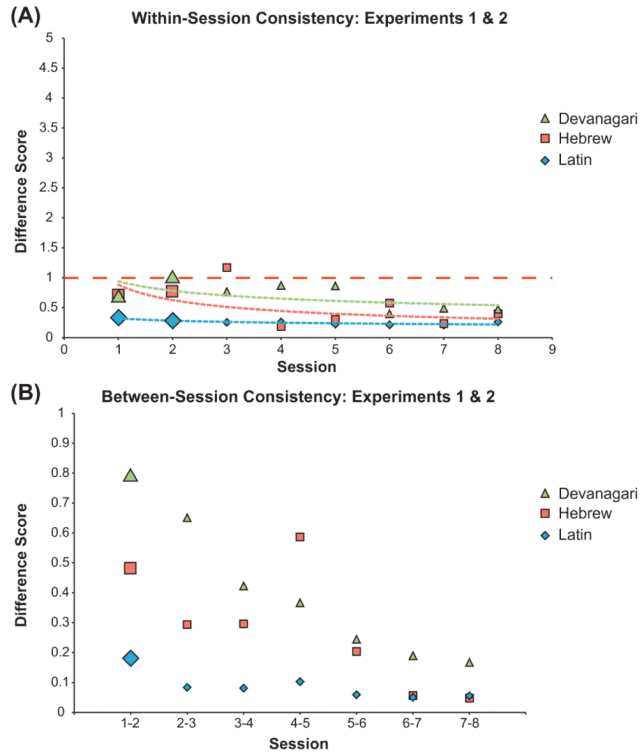 (A)
Within-Session Consistency: Experiments 1 & 2
5
4.5
4
3.5
3
2.5
2
1.5
1
0.5
0
Difference Score
0 1 2 3 4 5 6 7 8 9
Session
Devanagari
Hebrew
Latin
(B)
Between-Session Consistency: Experiments 1 & 2
1
0.9
0.8
0.7
0.6
0.5
0.4
0.3
0.2
0.1
0
Difference Score
1-2 2-3 3-4 4-5 5-6 6-7 7-8
Session
Devanagari
Hebrew
Latin